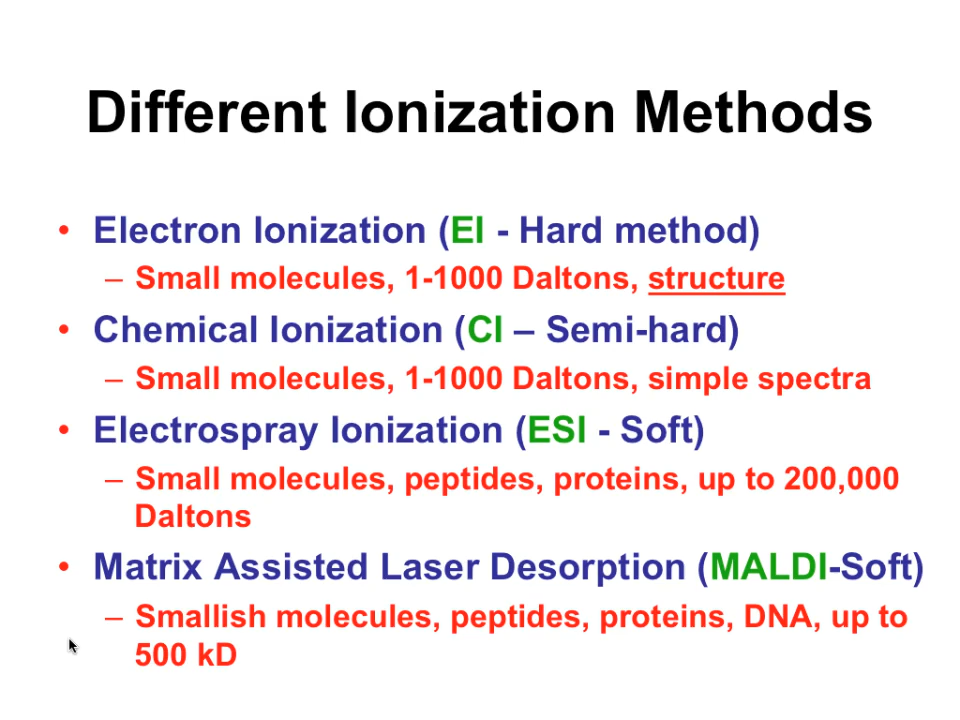 Different Ionization Methods
• Electron Ionization (EI - Hard method)
– Small molecules, 1-1000 Daltons, structure
• Chemical Ionization (CI – Semi-hard)
– Small molecules, 1-1000 Daltons, simple spectra
• Electrospray Ionization (ESI - Soft)
– Small molecules, peptides, proteins, up to 200,000
Daltons
• Matrix Assisted Laser Desorption (MALDI-Soft)
– Smallish molecules, peptides, proteins, DNA, up to
500 kD